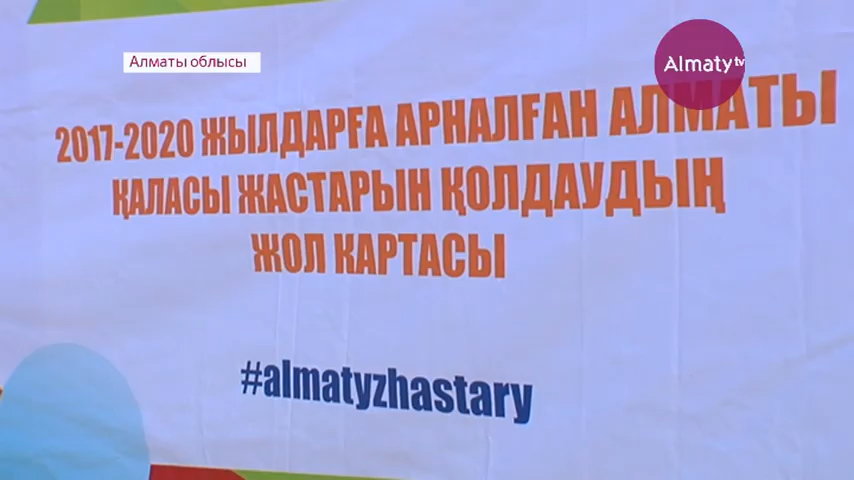 Алматы облысы
Almaty tv
2017-2020 ЖЫЛДАРҒА АРНАЛҒАН АЛМАТЫ
ҚАЛАСЫ ЖАСТАРЫН ҚОЛДАУДЫҢ
ЖОЛ КАРТАСЫ
#almatyzhastary